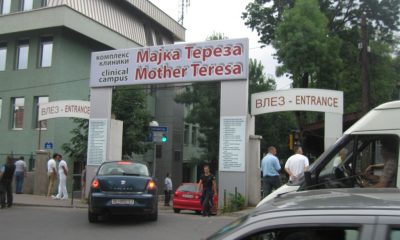 комплекс Мајка Тереза
клиники
clinical Mother Teresa
campus
ВЛЕЗ - ENTRANCE
ВЛЕЗ - ENTRANCE